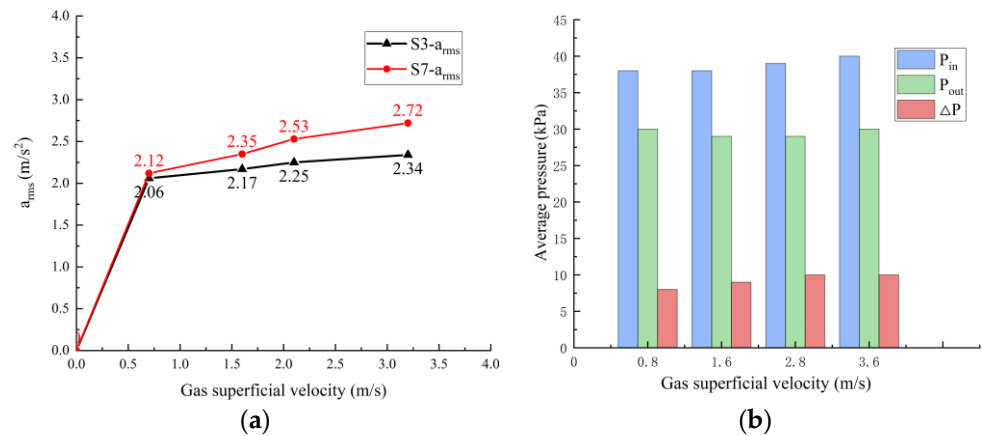 4.0
3.5
3.0
2.5
2.0
1.5
1.0
0.5
0.0
a_rms (m/s²)
S3-a_rms
S7-a_rms
2.12
2.35
2.53
2.72
2.06
2.17
2.25
2.34
0.0 0.5 1.0 1.5 2.0 2.5 3.0 3.5 4.0
Gas superficial velocity (m/s)
(a)
45
40
35
30
25
20
15
10
5
0
Average pressure(kPa)
P_in
P_out
△P
0 0.8 1.6 2.8 3.6
Gas superficial velocity (m/s)
(b)